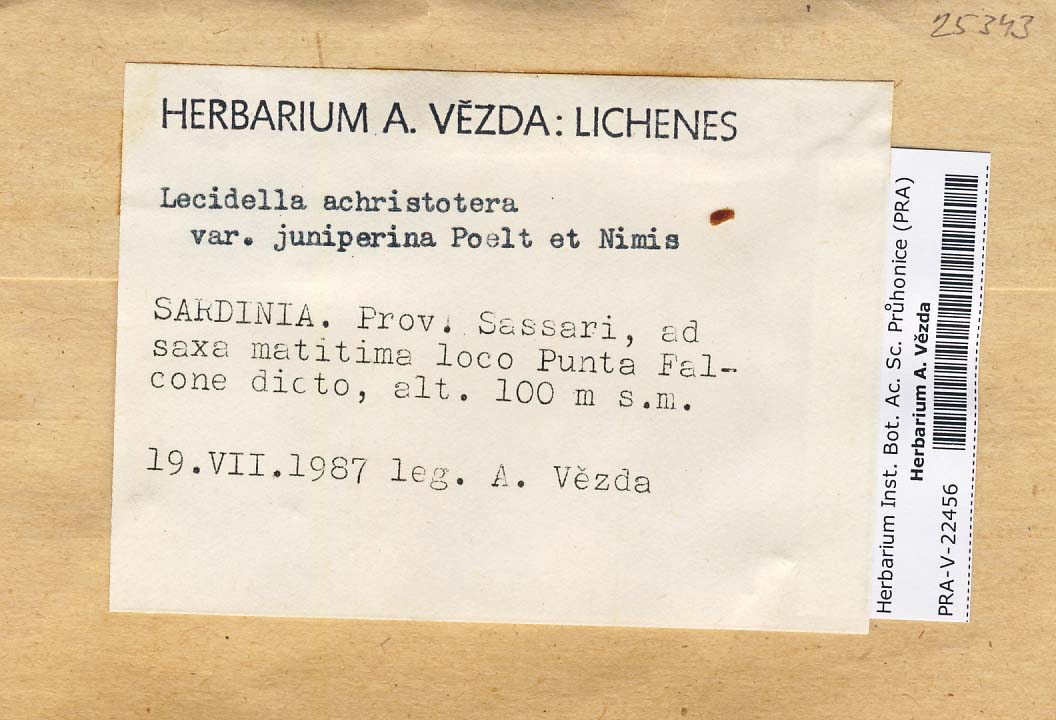 25343
HERBARIUM A. VĚZDA: LICHENES
Lecidella achristotera
var. juniperina Poelt et Nimis
SARDINIA. Prov. Sassari, ad
saxa matitima loco Punta Fal-
cone dicto, alt. 100 m s.m.
19.VII.1987 leg. A. Vězda
Herbarium Inst. Bot. Ac. Sc. Průhonice (PRA)
Herbarium A. Vězda
PRA-V-22456